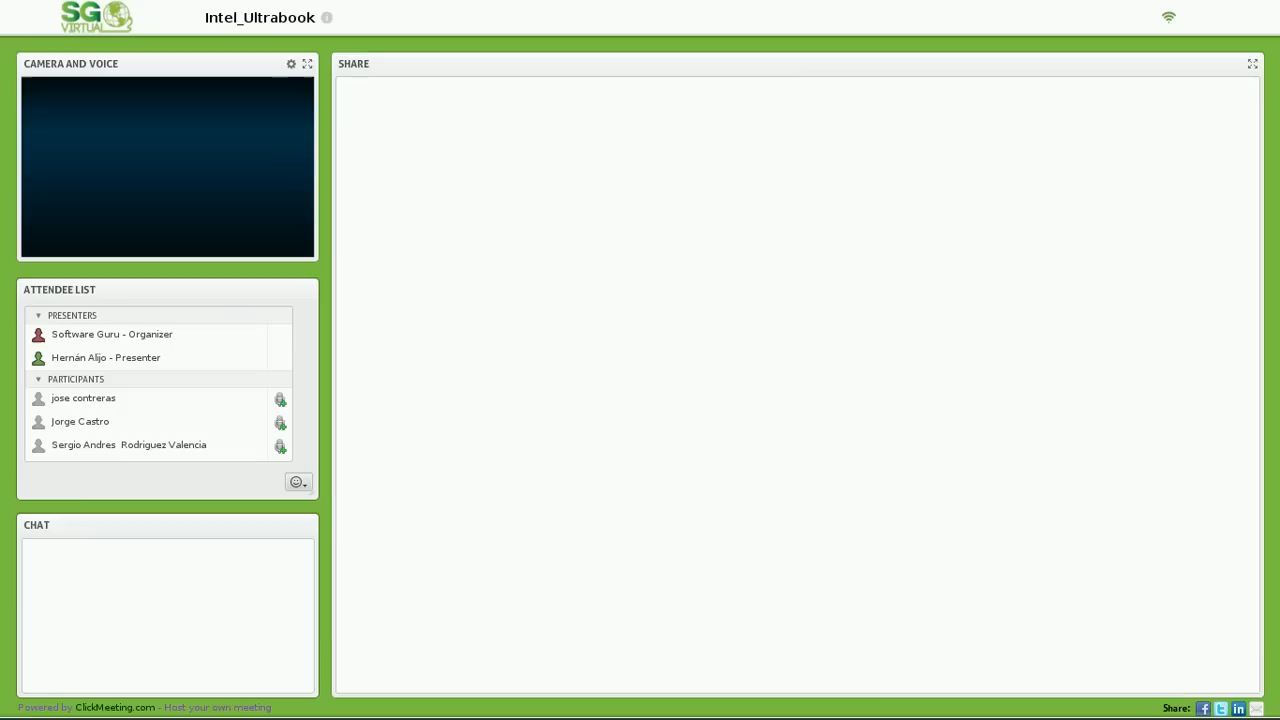 SG
VIRTUAL
Intel_Ultrabook
CAMERA AND VOICE
SHARE
ATTENDEE LIST
PRESENTERS
Software Guru - Organizer
Hernán Alijo - Presenter
PARTICIPANTS
jose contreras
Jorge Castro
Sergio Andres  Rodriguez Valencia
CHAT
Powered by ClickMeeting.com - Host your own meeting
Share: